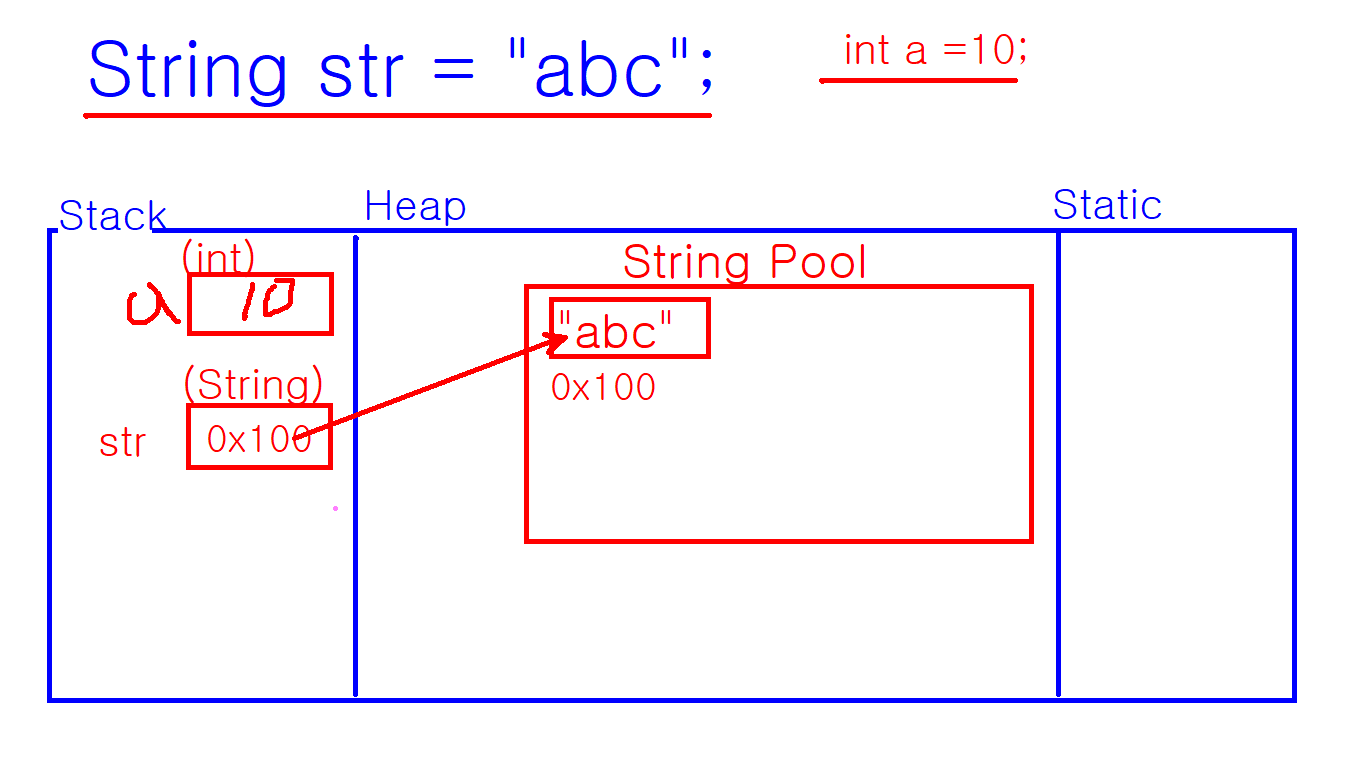 String str = "abc";
int a =10;
Stack
Heap
Static
(int)
a 10
(String)
str 0x100
String Pool
"abc"
0x100